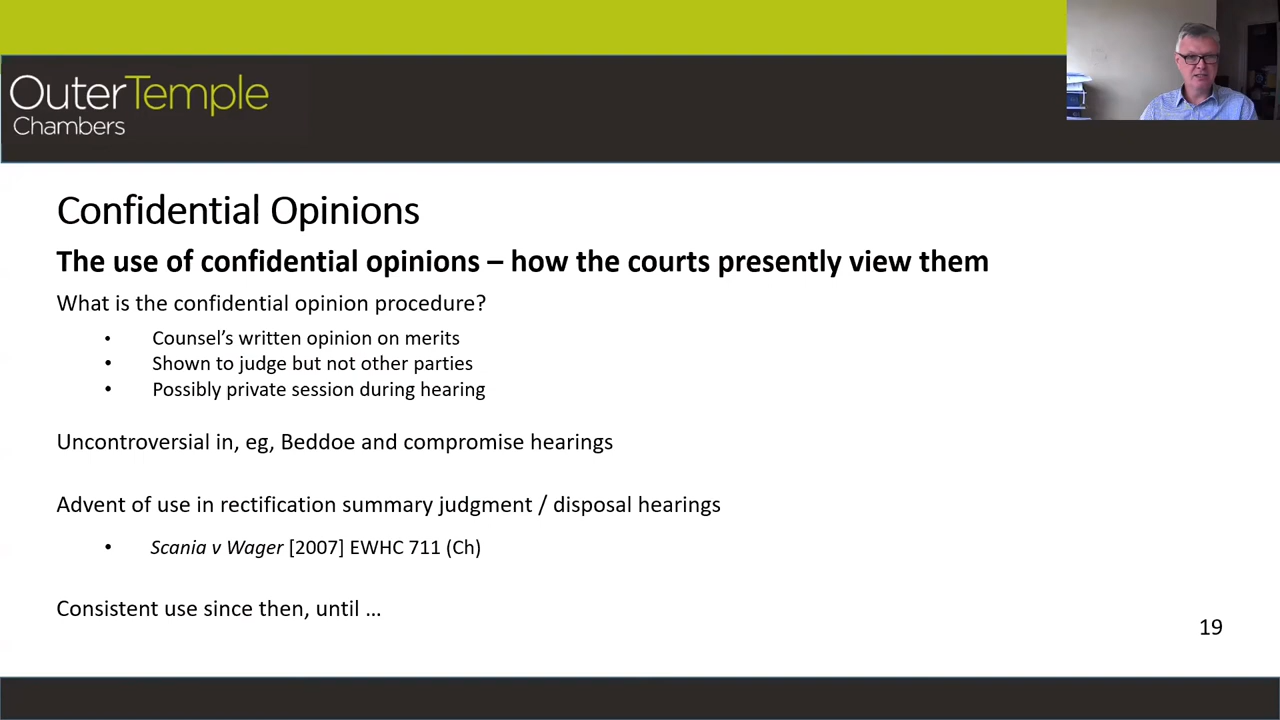 OuterTemple
Chambers
Confidential Opinions
The use of confidential opinions – how the courts presently view them
What is the confidential opinion procedure?
• Counsel’s written opinion on merits
• Shown to judge but not other parties
• Possibly private session during hearing
Uncontroversial in, eg, Beddoe and compromise hearings
Advent of use in rectification summary judgment / disposal hearings
• Scania v Wager [2007] EWHC 711 (Ch)
Consistent use since then, until …
19